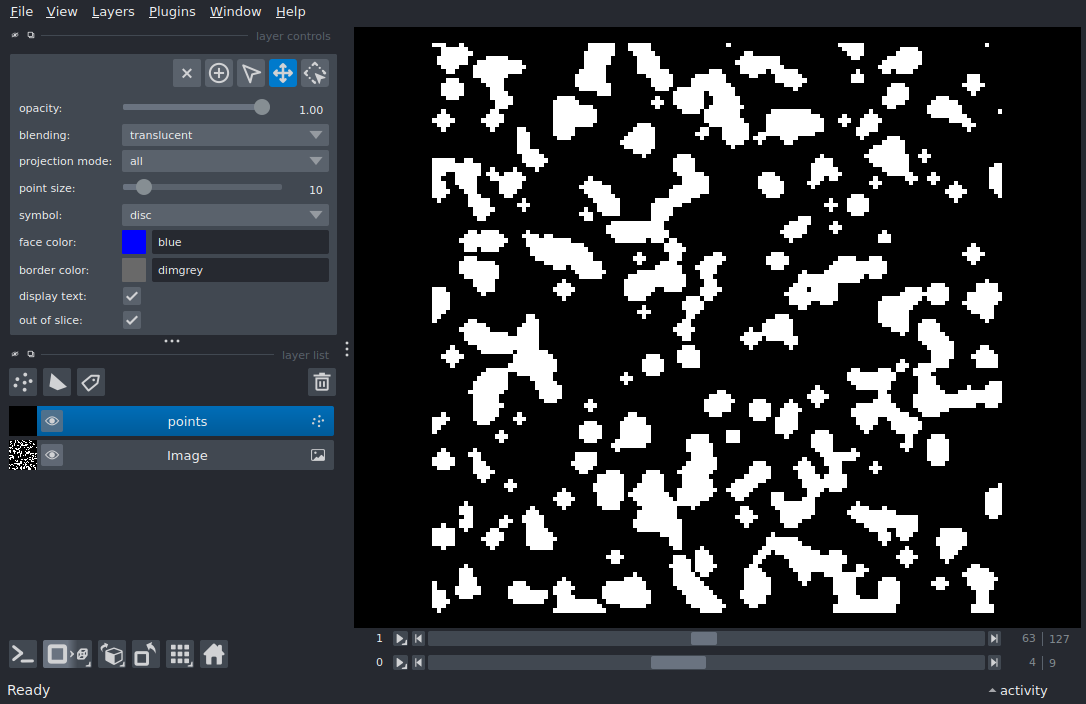 File View Layers Plugins Window Help
layer controls
opacity: 1.00
blending: translucent
projection mode: all
point size: 10
symbol: disc
face color: blue
border color: dimgrey
display text:
out of slice:
layer list
points
Image
1 63 127
0 4 9
Ready activity